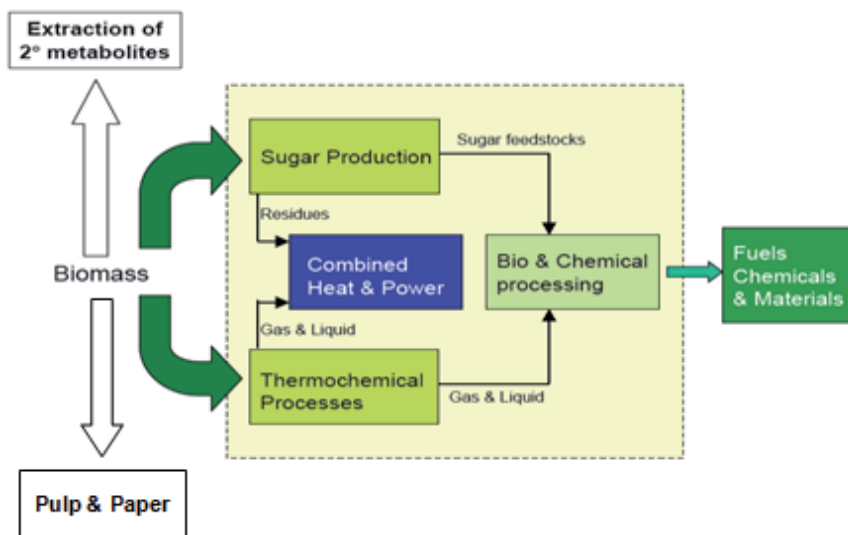 Extraction of
2° metabolites
Sugar Production
Sugar feedstocks
Residues
Biomass
Combined
Heat & Power
Bio & Chemical
processing
Fuels
Chemicals
& Materials
Gas & Liquid
Thermochemical
Processes
Gas & Liquid
Pulp & Paper